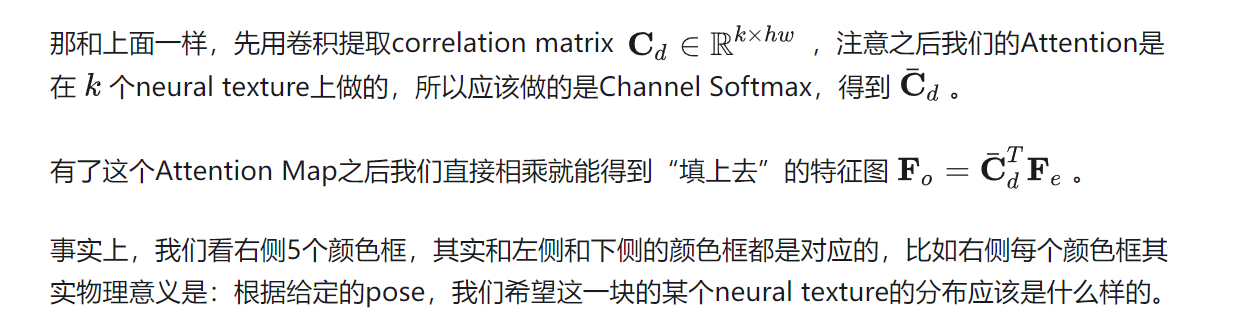 那和上面一样，先用卷积提取correlation matrix $\mathbf{C}_d \in \mathbb{R}^{k \times hw}$ ，注意之后我们的Attention是
在 $k$ 个neural texture上做的，所以应该做的是Channel Softmax，得到 $\bar{\mathbf{C}}_d$ 。
有了这个Attention Map之后我们直接相乘就能得到“填上去”的特征图 $\mathbf{F}_o = \bar{\mathbf{C}}_d^T \mathbf{F}_e$ 。
事实上，我们看右侧5个颜色框，其实和左侧和下侧的颜色框都是对应的，比如右侧每个颜色框其
实物理意义是：根据给定的pose，我们希望这一块的某个neural texture的分布应该是什么样的。